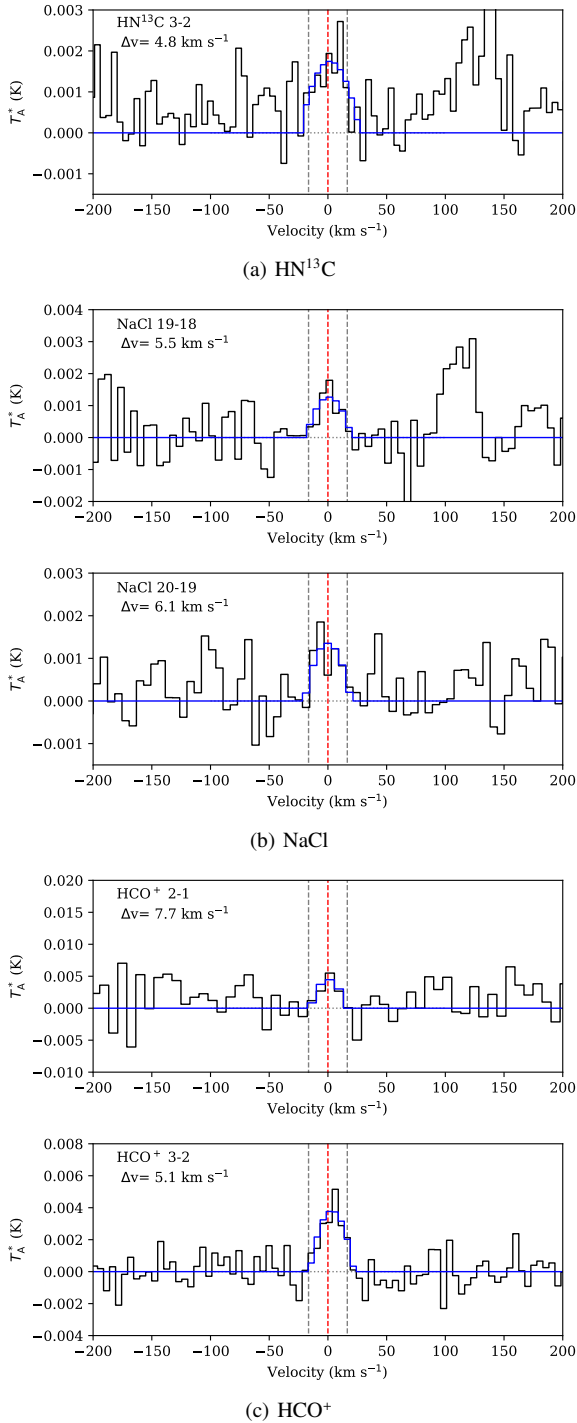 HN¹³C 3-2
Δv= 4.8 km s⁻¹
T*A (K)
0.003
0.002
0.001
0.000
−0.001
−200 −150 −100 −50 0 50 100 150 200
Velocity (km s⁻¹)
(a) HN¹³C
NaCl 19-18
Δv= 5.5 km s⁻¹
T*A (K)
0.004
0.003
0.002
0.001
0.000
−0.001
−0.002
−200 −150 −100 −50 0 50 100 150 200
Velocity (km s⁻¹)
NaCl 20-19
Δv= 6.1 km s⁻¹
T*A (K)
0.003
0.002
0.001
0.000
−0.001
−200 −150 −100 −50 0 50 100 150 200
Velocity (km s⁻¹)
(b) NaCl
HCO⁺ 2-1
Δv= 7.7 km s⁻¹
T*A (K)
0.020
0.015
0.010
0.005
0.000
−0.005
−0.010
−200 −150 −100 −50 0 50 100 150 200
Velocity (km s⁻¹)
HCO⁺ 3-2
Δv= 5.1 km s⁻¹
T*A (K)
0.008
0.006
0.004
0.002
0.000
−0.002
−0.004
−200 −150 −100 −50 0 50 100 150 200
Velocity (km s⁻¹)
(c) HCO⁺